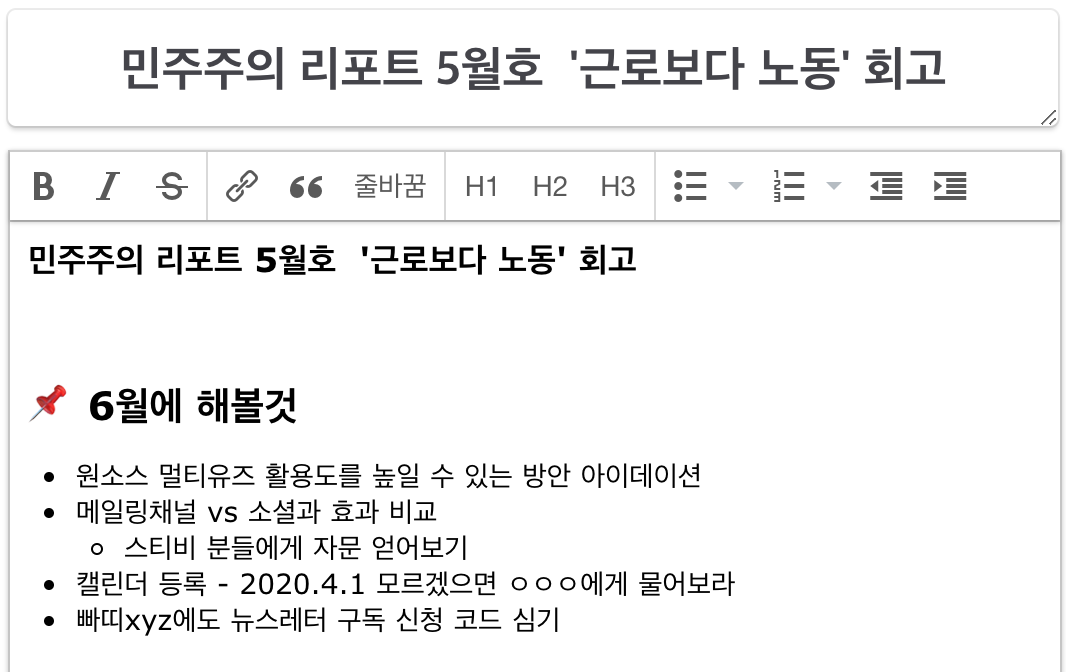 민주주의 리포트 5월호 '근로보다 노동' 회고
B I S 줄바꿈 H1 H2 H3
민주주의 리포트 5월호 '근로보다 노동' 회고
📌 6월에 해볼것
• 원소스 멀티유즈 활용도를 높일 수 있는 방안 아이데이션
• 메일링채널 vs 소셜과 효과 비교
◦ 스티비 분들에게 자문 얻어보기
• 캘린더 등록 - 2020.4.1 모르겠으면 ㅇㅇㅇ에게 물어보라
• 빠띠xyz에도 뉴스레터 구독 신청 코드 심기